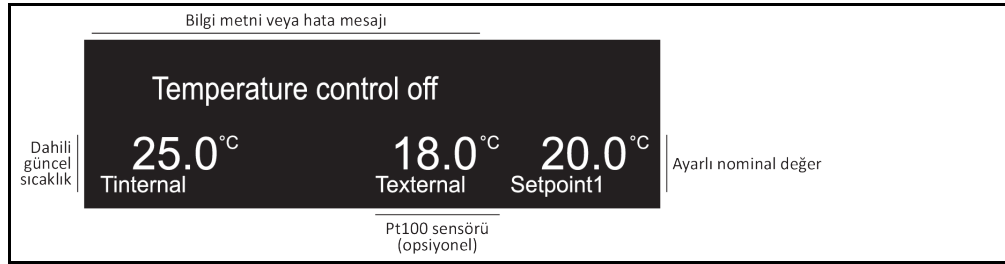 Bilgi metni veya hata mesajı
Temperature control off
Dahili
güncel
sıcaklık
25.0°C
18.0°C
20.0°C
Tinternal
Texternal
Setpoint1
Ayarlı nominal değer
Pt100 sensörü
(opsiyonel)